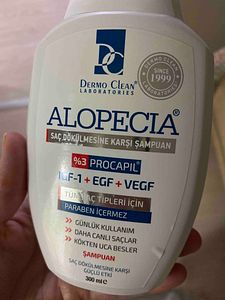 DC
DERMO CLEAN®
LABORATORIES
DERMO CLEAN
SINCE
1999
ALOPECIA®
SAÇ DÖKÜLMESİNE KARŞI ŞAMPUAN
%3 PROCAPIL®
IGF-1 + EGF + VEGF
TÜM SAÇ TİPLERİ İÇİN
PARABEN İÇERMEZ
GÜNLÜK KULLANIM
DAHA CANLI SAÇLAR
KÖKTEN UCA BESLER
ŞAMPUAN
SAÇ DÖKÜLMESİNE KARŞI
GÜÇLÜ ETKİ
300 ml e